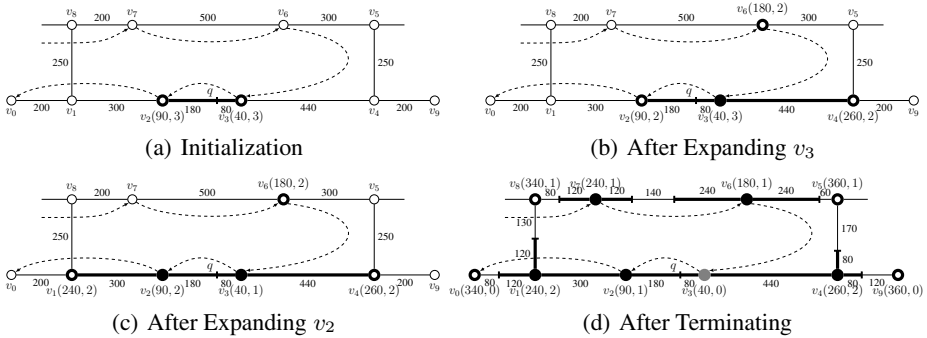 v8 200 v7 500 v6 300 v5
250 250
q
v0 200 v1 300 v2(90, 3) 180 80 v3(40, 3) 440 v4 200 v9
(a) Initialization
v6(180, 2)
v8 200 v7 500 300 v5
250 250
q
v0 200 v1 300 v2(90, 2) 180 80 v3(40, 3) 440 v4(260, 2) 200 v9
(b) After Expanding v3
v6(180, 2)
v8 200 v7 500 300 v5
250 250
q
v0 200 v1(240, 2) 300 v2(90, 2) 180 80 v3(40, 1) 440 v4(260, 2) 200 v9
(c) After Expanding v2
v8(340, 1) v7(240, 1) v6(180, 1) v5(360, 1)
80 120 120 140 240 240 60
130 170
120 80
q
80 120 300 180 80 440 80 120
v0(340, 0) v1(240, 2) v2(90, 1) v3(40, 0) v4(260, 2) v9(360, 0)
(d) After Terminating